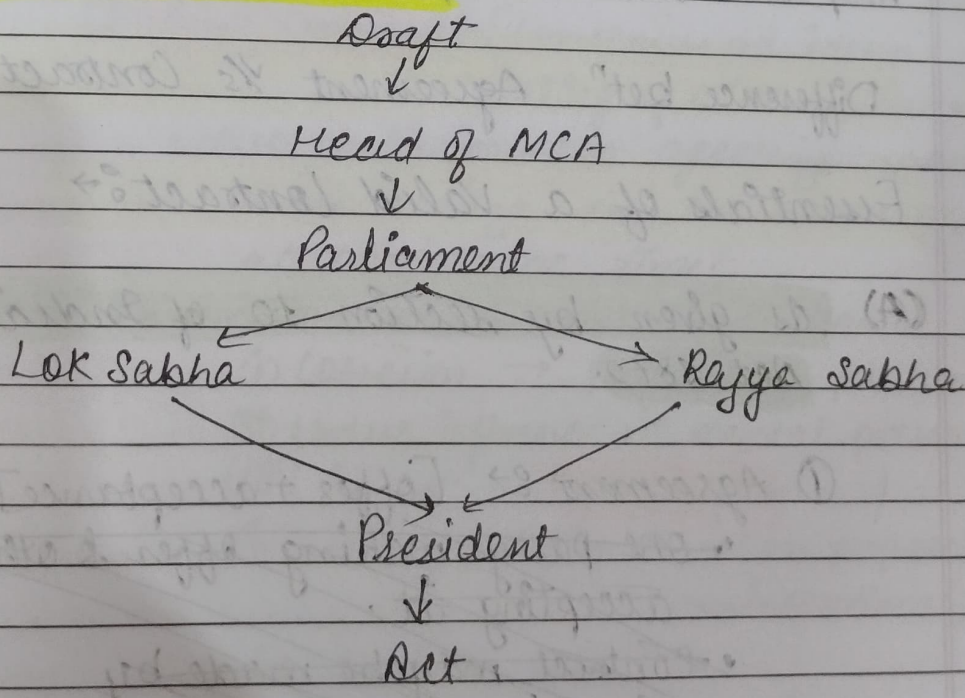 Draft
Head of MCA
Parliament
Lok Sabha Rajya Sabha
President
Act